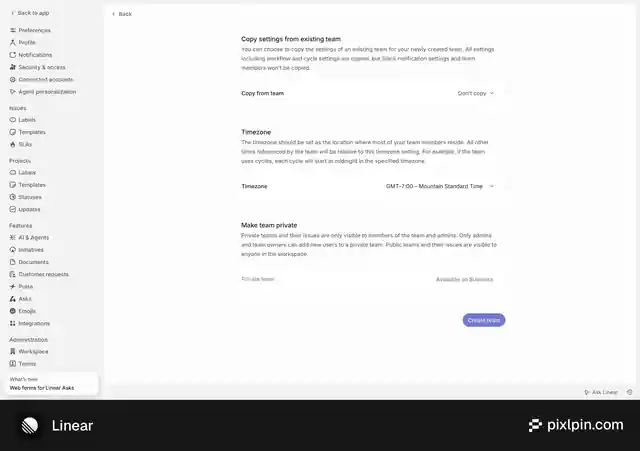 Back to app
Preferences
Profile
Notifications
Security & access
Connected accounts
Agent personalization
Issues
Labels
Templates
SLAs
Projects
Labels
Templates
Statuses
Updates
Features
AI & Agents
Initiatives
Documents
Customer requests
Pulse
Asks
Emojis
Integrations
Administration
Workspace
Teams
What's new
Web forms for Linear Asks
Back
Copy settings from existing team
You can choose to copy the settings of an existing team for your newly created team. All settings
including workflow and cycle settings are copied, but Slack notification settings and team
members won't be copied.
Copy from team
Don't copy
Timezone
The timezone should be set as the location where most of your team members reside. All other
times referenced by the team will be relative to this timezone setting. For example, if the team
uses cycles, each cycle will start at midnight in the specified timezone.
Timezone
GMT-7:00 – Mountain Standard Time
Make team private
Private teams and their issues are only visible to members of the team and admins. Only admins
and team owners can add new users to a private team. Public teams and their issues are visible to
anyone in the workspace.
Private team
Available on Business
Create team
Ask Linear
Linear
pixlpin.com